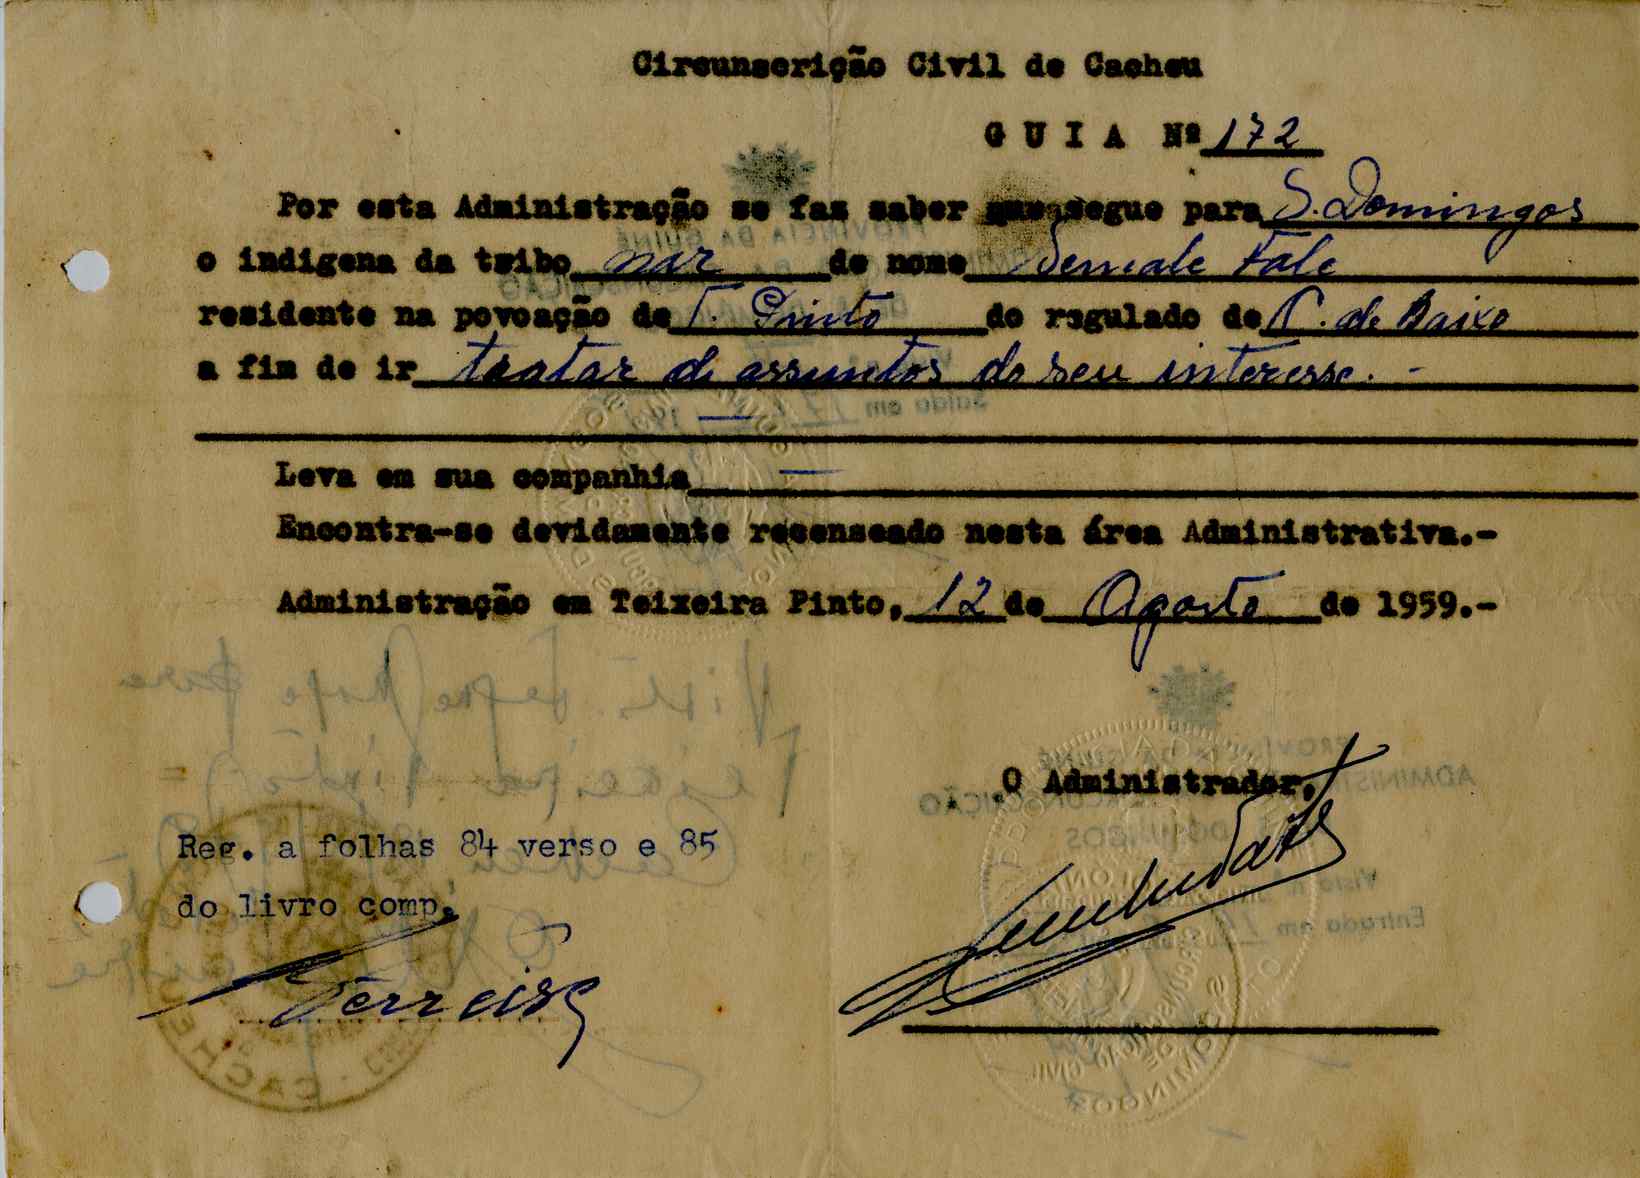 Circunscrição Civil de Cacheu
G U I A Nº 172
Por esta Administração se faz saber que segue para S. Domingos
o indigena da tribo de nome Fale
residente na povoação de T. Pinto do regulado de C. de Baixo
a fim de ir tratar de assuntos do seu interesse. -
—
Leva em sua companhia —
Encontra-se devidamente recenseado nesta área Administrativa.-
Administração em Teixeira Pinto, 12 de Agosto de 1959.-
O Administrador,
Reg. a folhas 84 verso e 85
do livro comp.
Ferreira